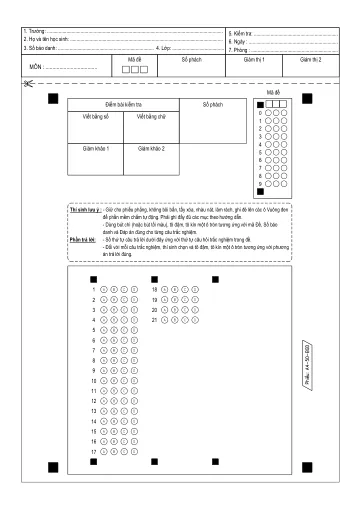 1. Trường :
5. Kiểm tra:
2. Họ và tên học sinh:
6. Ngày :
3. Số báo danh:
4. Lớp:
7. Phòng :
MÔN :
Mã đề
Số phách
Giám thị 1
Giám thị 2
Mã đề
Điểm bài kiểm tra
Số phách
Viết bằng số
Viết bằng chữ
Giám khảo 1
Giám khảo 2
0
1
2
3
4
5
6
7
8
9
Thí sinh lưu ý : - Giữ cho phiếu phẳng, không bôi bẩn, tẩy xóa, nhàu nát, làm rách, ghi đè lên các ô Vuông đen
để phần mềm chấm tự động. Phải ghi đầy đủ các mục theo hướng dẫn.
- Dùng bút chì (hoặc bút tối màu), tô đậm, tô kín một ô tròn tương ứng với mã Đề, Số báo
danh và Đáp án đúng cho từng câu trắc nghiệm.
Phần trả lời: - Số thứ tự câu trả lời dưới đây ứng với thứ tự câu hỏi trắc nghiệm trong đề.
- Đối với mỗi câu trắc nghiệm, thí sinh chọn và tô đậm, tô kín một ô tròn tương ứng với phương
án trả lời đúng.
1 A B C D 18 A B C D
2 A B C D 19 A B C D
3 A B C D 20 A B C D
4 A B C D 21 A B C D
5 A B C D
6 A B C D
7 A B C D
8 A B C D
9 A B C D
10 A B C D
11 A B C D
12 A B C D
13 A B C D
14 A B C D
15 A B C D
16 A B C D
17 A B C D